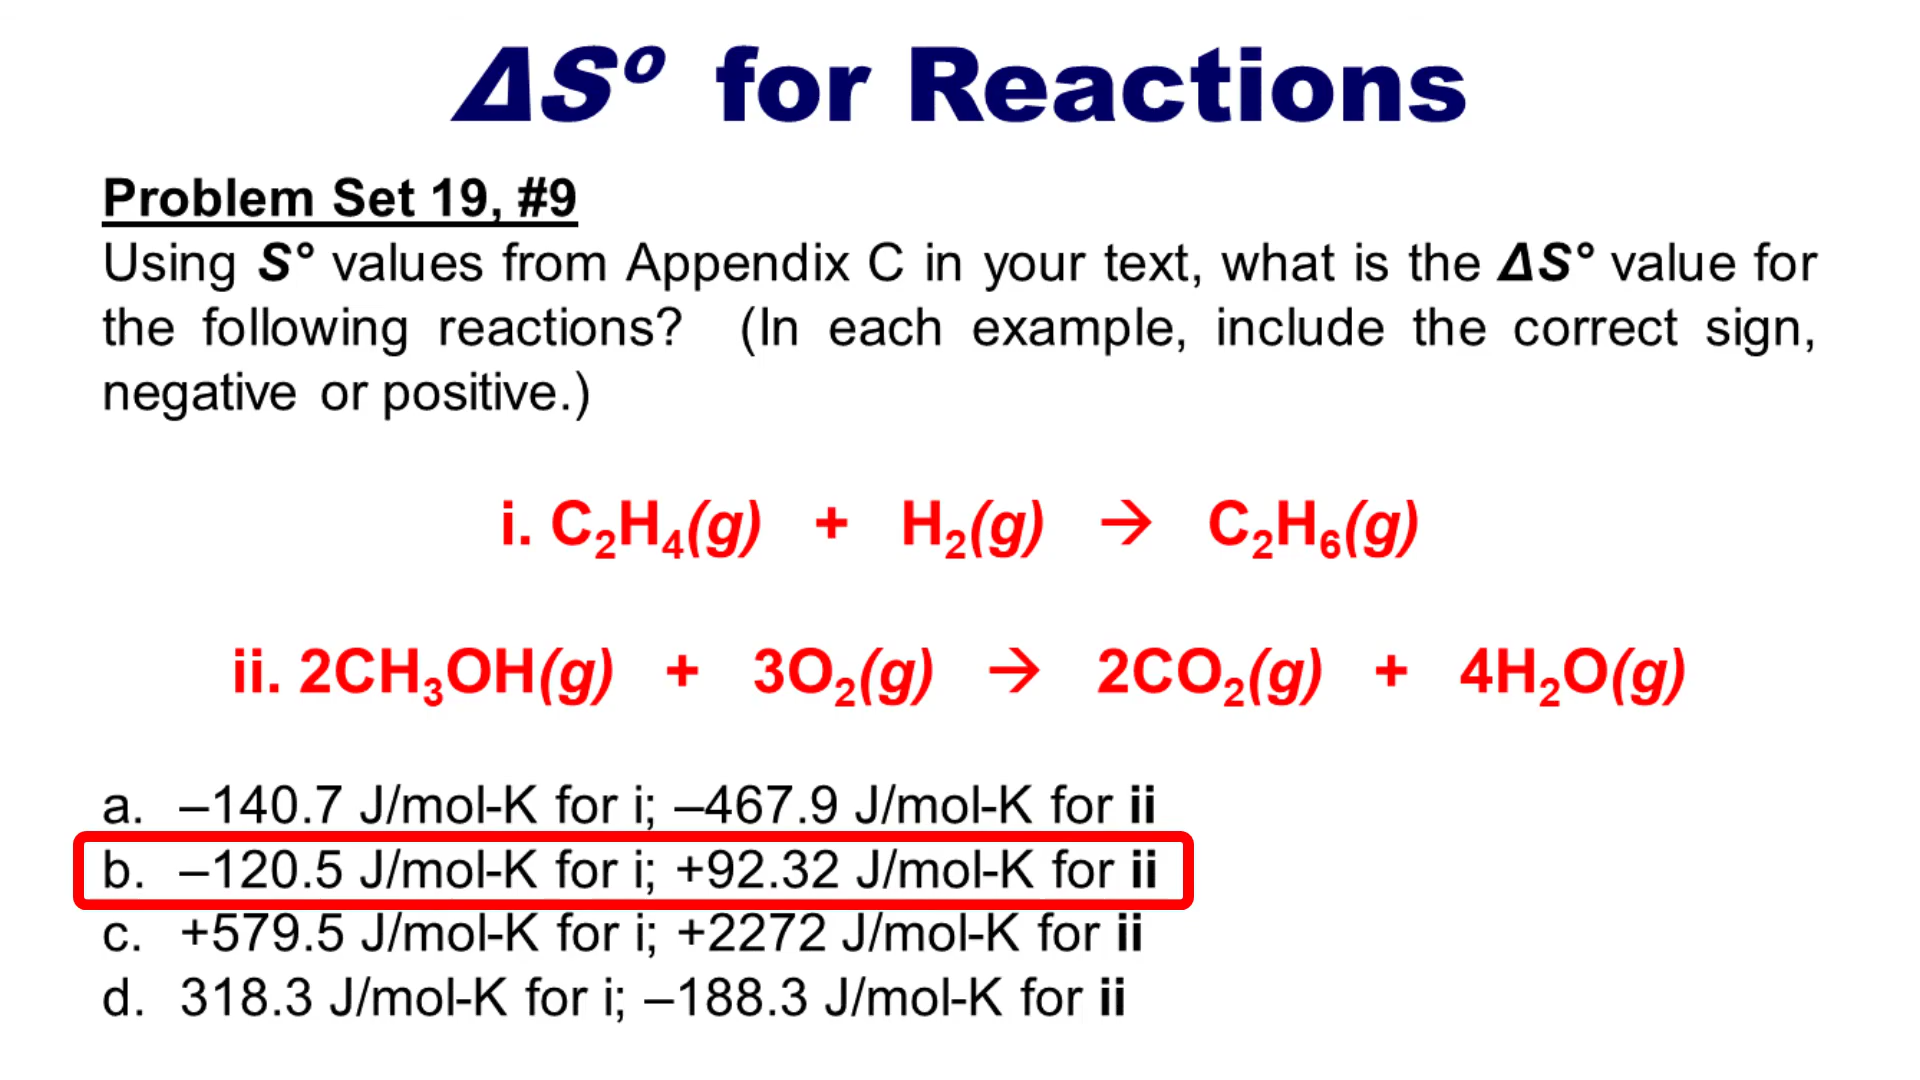 ΔSº for Reactions
Problem Set 19, #9
Using S° values from Appendix C in your text, what is the ΔS° value for
the following reactions? (In each example, include the correct sign,
negative or positive.)
i. C₂H₄(g) + H₂(g) → C₂H₆(g)
ii. 2CH₃OH(g) + 3O₂(g) → 2CO₂(g) + 4H₂O(g)
a. –140.7 J/mol-K for i; –467.9 J/mol-K for ii
b. –120.5 J/mol-K for i; +92.32 J/mol-K for ii
c. +579.5 J/mol-K for i; +2272 J/mol-K for ii
d. 318.3 J/mol-K for i; –188.3 J/mol-K for ii